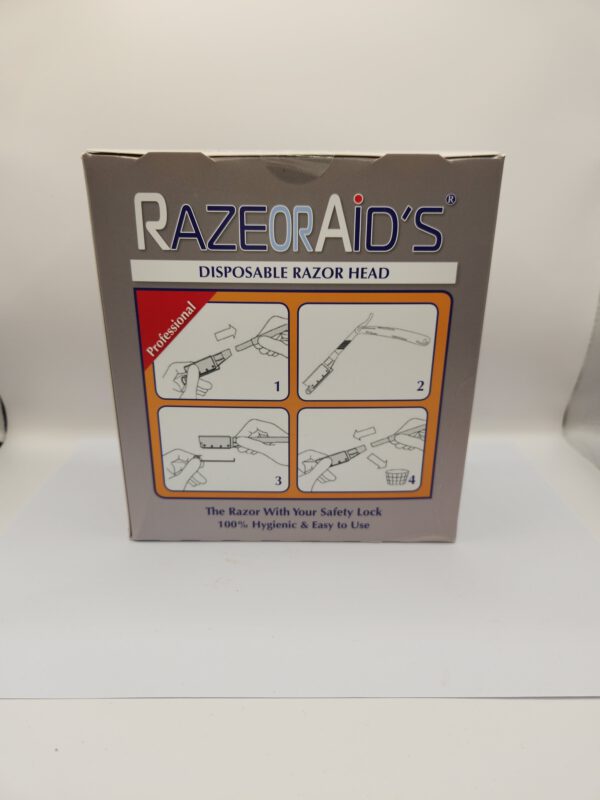 RAZEORAID'S®
DISPOSABLE RAZOR HEAD
Professional
1
2
3
4
The Razor With Your Safety Lock
100% Hygienic & Easy to Use